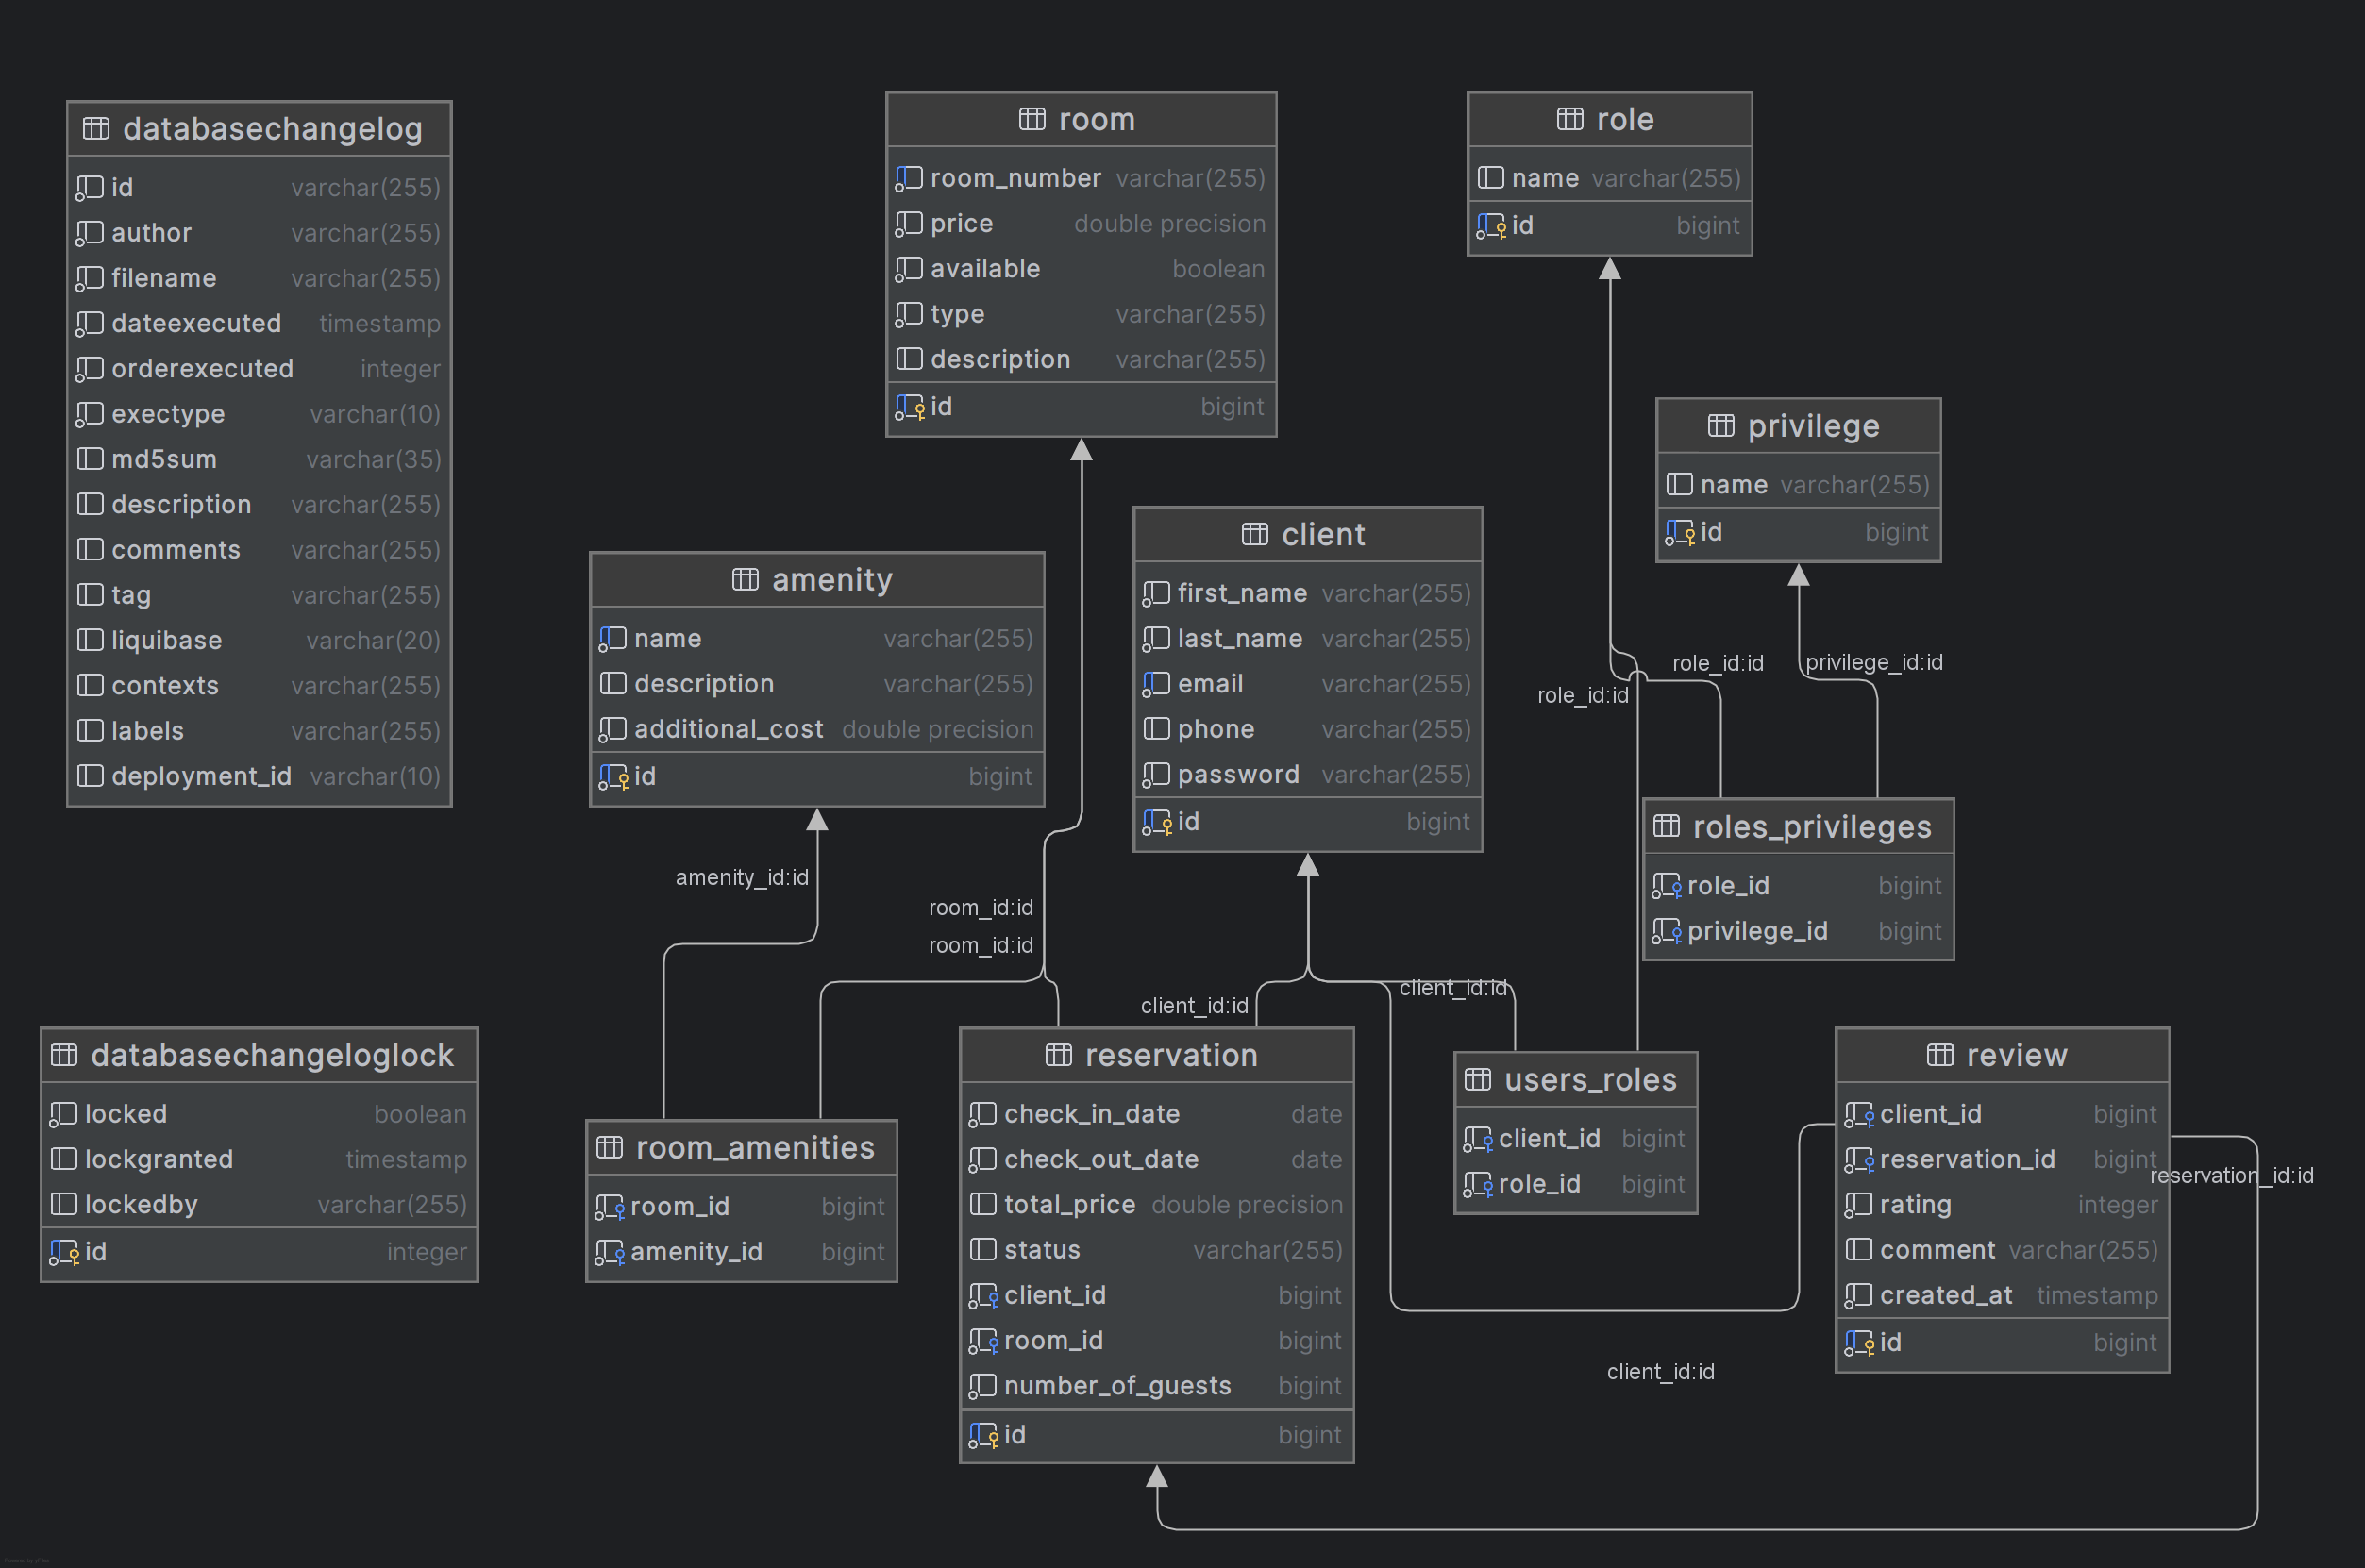 databasechangelog
id varchar(255)
author varchar(255)
filename varchar(255)
dateexecuted timestamp
orderexecuted integer
exectype varchar(10)
md5sum varchar(35)
description varchar(255)
comments varchar(255)
tag varchar(255)
liquibase varchar(20)
contexts varchar(255)
labels varchar(255)
deployment_id varchar(10)
room
room_number varchar(255)
price double precision
available boolean
type varchar(255)
description varchar(255)
id bigint
role
name varchar(255)
id bigint
privilege
name varchar(255)
id bigint
amenity
name varchar(255)
description varchar(255)
additional_cost double precision
id bigint
client
first_name varchar(255)
last_name varchar(255)
email varchar(255)
phone varchar(255)
password varchar(255)
id bigint
role_id:id
privilege_id:id
role_id:id
roles_privileges
role_id bigint
privilege_id bigint
amenity_id:id
room_id:id
room_id:id
client_id:id
client_id:id
databasechangeloglock
locked boolean
lockgranted timestamp
lockedby varchar(255)
id integer
room_amenities
room_id bigint
amenity_id bigint
reservation
check_in_date date
check_out_date date
total_price double precision
status varchar(255)
client_id bigint
room_id bigint
number_of_guests bigint
id bigint
users_roles
client_id bigint
role_id bigint
review
client_id bigint
reservation_id bigint
rating integer
comment varchar(255)
created_at timestamp
id bigint
reservation_id:id
client_id:id
Powered by yFiles